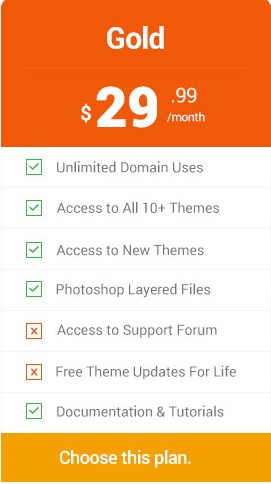 Gold
$29.99
/month
Unlimited Domain Uses
Access to All 10+ Themes
Access to New Themes
Photoshop Layered Files
Access to Support Forum
Free Theme Updates For Life
Documentation & Tutorials
Choose this plan.